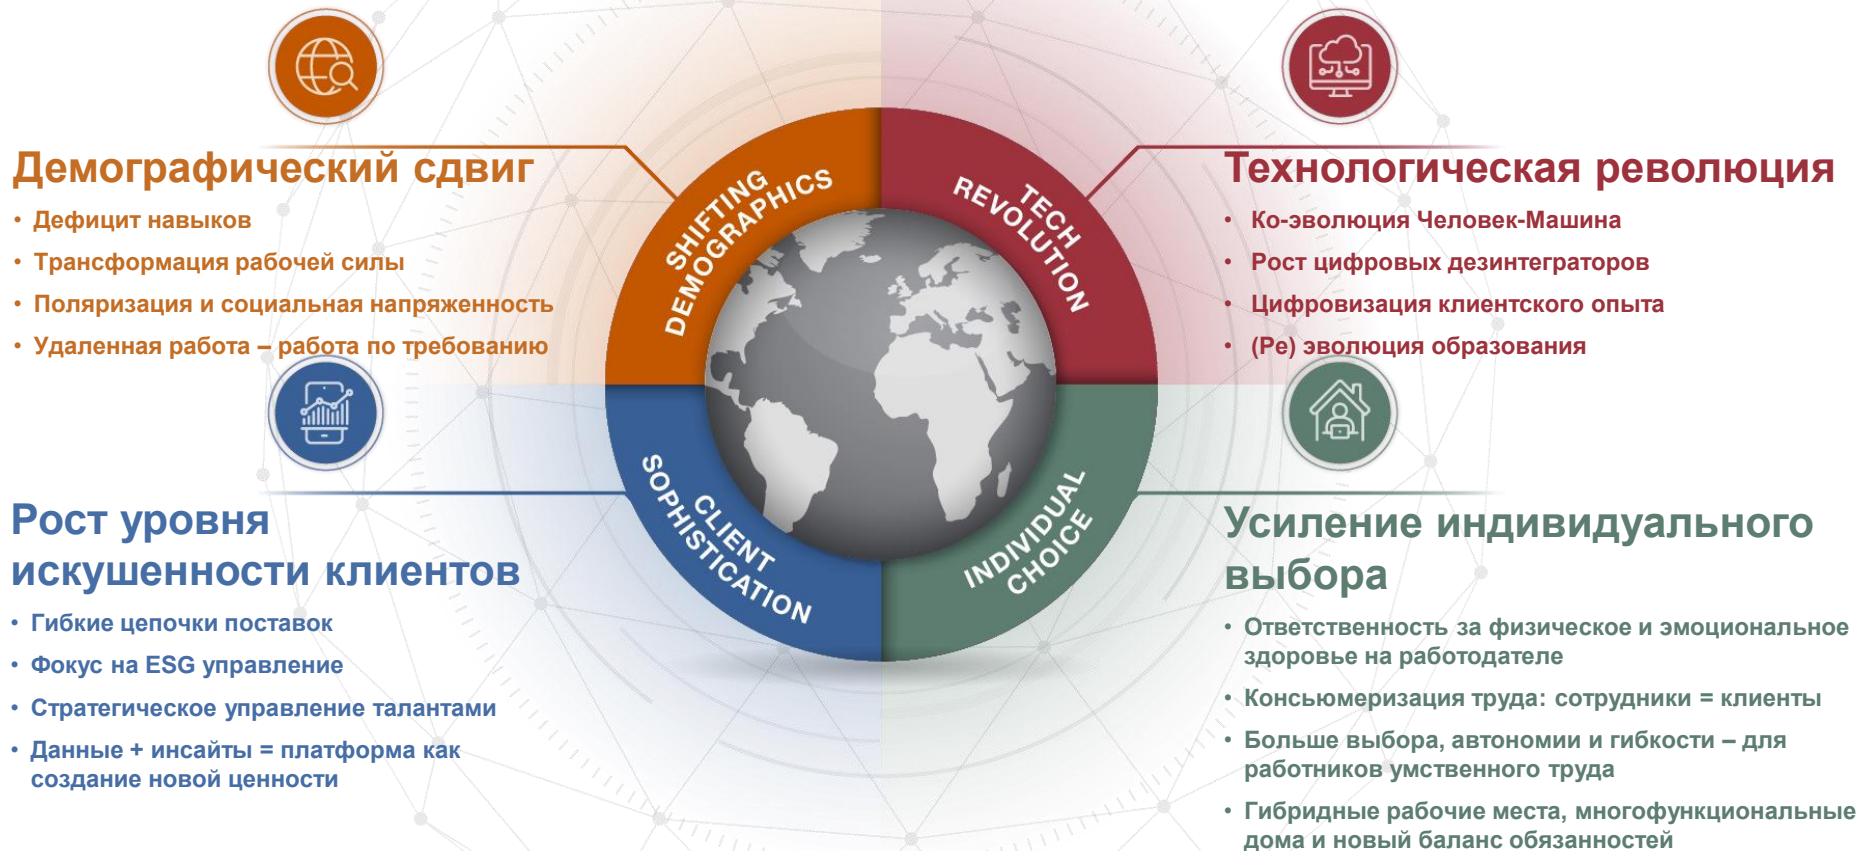 Демографический сдвиг
• Дефицит навыков
• Трансформация рабочей силы
• Поляризация и социальная напряженность
• Удаленная работа – работа по требованию
SHIFTING
DEMOGRAPHICS
TECH
REVOLUTION
Технологическая революция
• Ко-эволюция Человек-Машина
• Рост цифровых дезинтеграторов
• Цифровизация клиентского опыта
• (Ре) эволюция образования
Рост уровня
искушенности клиентов
• Гибкие цепочки поставок
• Фокус на ESG управление
• Стратегическое управление талантами
• Данные + инсайты = платформа как
создание новой ценности
CLIENT
SOPHISTICATION
INDIVIDUAL
CHOICE
Усиление индивидуального
выбора
• Ответственность за физическое и эмоциональное
здоровье на работодателе
• Консьюмеризация труда: сотрудники = клиенты
• Больше выбора, автономии и гибкости – для
работников умственного труда
• Гибридные рабочие места, многофункциональные
дома и новый баланс обязанностей